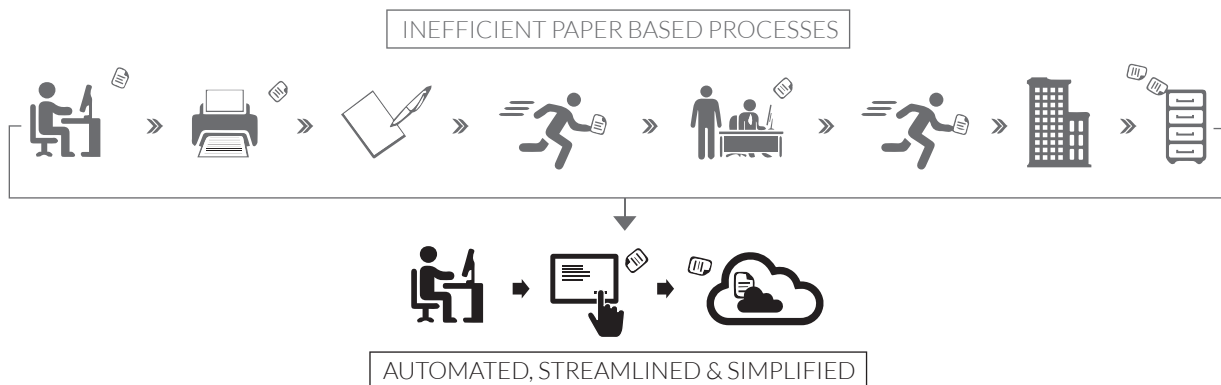 INEFFICIENT PAPER BASED PROCESSES
AUTOMATED, STREAMLINED & SIMPLIFIED